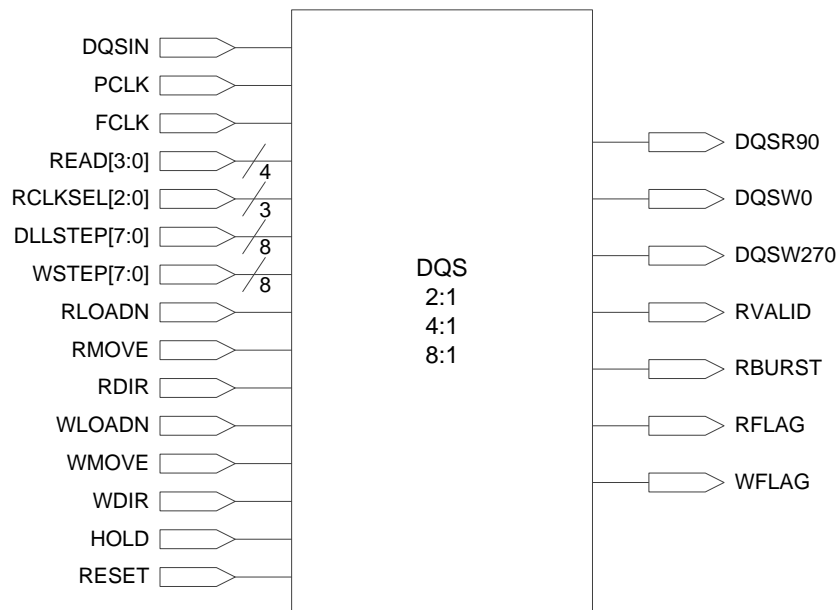 DQSIN
PCLK
FCLK
READ[3:0]
4
RCLKSEL[2:0]
3
DLLSTEP[7:0]
8
WSTEP[7:0]
8
RLOADN
RMOVE
RDIR
WLOADN
WMOVE
WDIR
HOLD
RESET
DQS
2:1
4:1
8:1
DQSR90
DQSW0
DQSW270
RVALID
RBURST
RFLAG
WFLAG